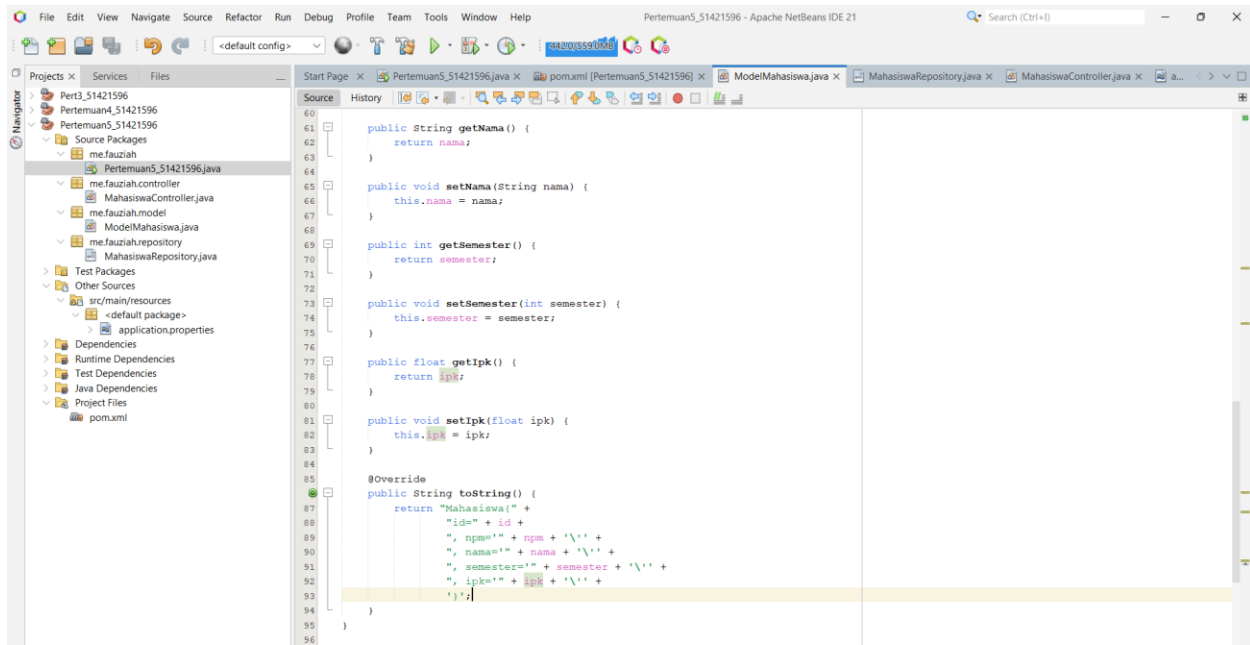 File Edit View Navigate Source Refactor Run Debug Profile Team Tools Window Help Pertemuan5_51421596 - Apache NetBeans IDE 21 Search (Ctrl+I)
<default config> 442.0/559.0MB
Projects Services Files
Start Page Pertemuan5_51421596.java pom.xml [Pertemuan5_51421596] ModelMahasiswa.java MahasiswaRepository.java MahasiswaController.java a...
Navigator
Pert3_51421596
Pertemuan4_51421596
Pertemuan5_51421596
Source Packages
me.fauziah
Pertemuan5_51421596.java
me.fauziah.controller
MahasiswaController.java
me.fauziah.model
ModelMahasiswa.java
me.fauziah.repository
MahasiswaRepository.java
Test Packages
Other Sources
src/main/resources
<default package>
application.properties
Dependencies
Runtime Dependencies
Test Dependencies
Java Dependencies
Project Files
pom.xml
Source History
60
61 public String getNama() {
62 return nama;
63 }
64
65 public void setNama(String nama) {
66 this.nama = nama;
67 }
68
69 public int getSemester() {
70 return semester;
71 }
72
73 public void setSemester(int semester) {
74 this.semester = semester;
75 }
76
77 public float getIpk() {
78 return ipk;
79 }
80
81 public void setIpk(float ipk) {
82 this.ipk = ipk;
83 }
84
85 @Override
public String toString() {
87 return "Mahasiswa{" +
88 "id=" + id +
89 ", npm='" + npm + '\'' +
90 ", nama='" + nama + '\'' +
91 ", semester='" + semester + '\'' +
92 ", ipk='" + ipk + '\'' +
93 '}';
94 }
95 }
96